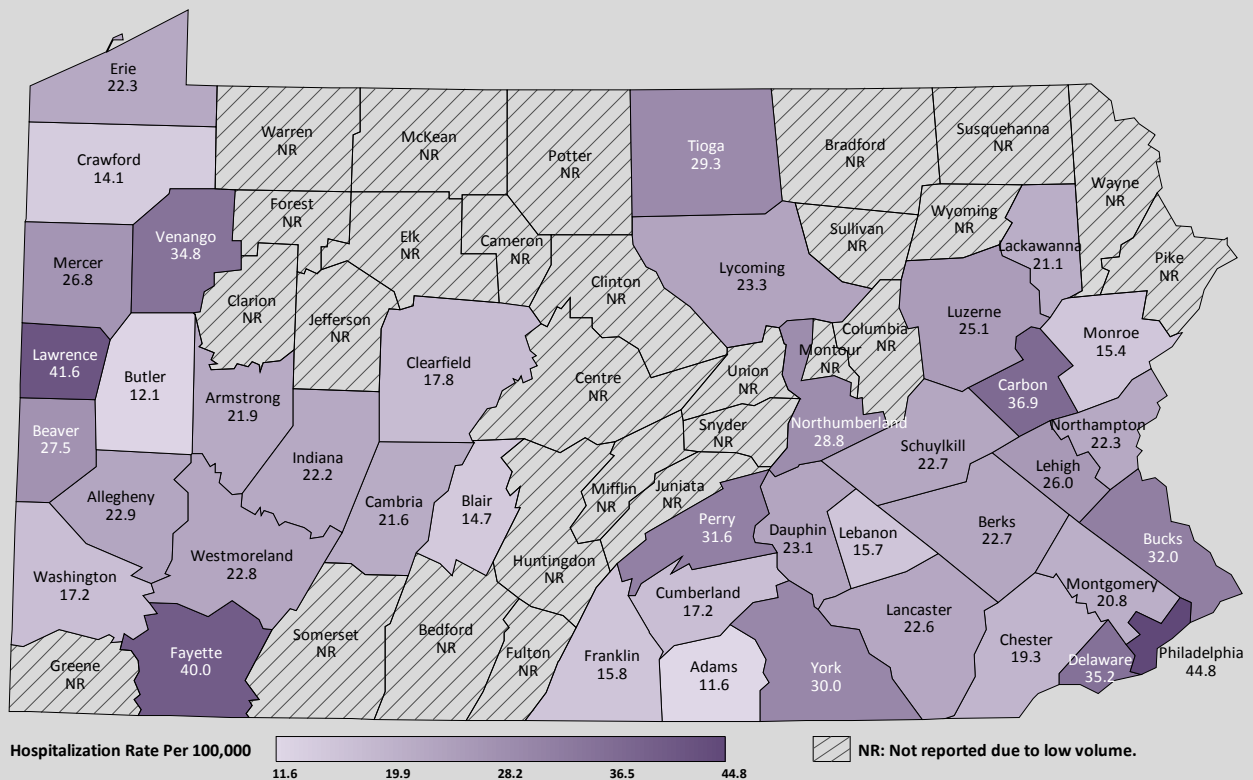 Erie
22.3
Warren
NR
McKean
NR
Potter
NR
Tioga
29.3
Bradford
NR
Susquehanna
NR
Wayne
NR
Crawford
14.1
Forest
NR
Venango
34.8
Elk
NR
Cameron
NR
Sullivan
NR
Wyoming
NR
Lackawanna
21.1
Pike
NR
Mercer
26.8
Clarion
NR
Jefferson
NR
Clinton
NR
Lycoming
23.3
Columbia
NR
Luzerne
25.1
Monroe
15.4
Lawrence
41.6
Butler
12.1
Armstrong
21.9
Clearfield
17.8
Centre
NR
Union
NR
Montour
NR
Carbon
36.9
Beaver
27.5
Snyder
NR
Northumberland
28.8
Schuylkill
22.7
Northampton
22.3
Lehigh
26.0
Allegheny
22.9
Indiana
22.2
Cambria
21.6
Blair
14.7
Mifflin
NR
Juniata
NR
Perry
31.6
Dauphin
23.1
Lebanon
15.7
Berks
22.7
Bucks
32.0
Westmoreland
22.8
Huntingdon
NR
Washington
17.2
Cumberland
17.2
Lancaster
22.6
Montgomery
20.8
Greene
NR
Fayette
40.0
Somerset
NR
Bedford
NR
Fulton
NR
Franklin
15.8
Adams
11.6
York
30.0
Chester
19.3
Delaware
35.2
Philadelphia
44.8
Hospitalization Rate Per 100,000
11.6 19.9 28.2 36.5 44.8
NR: Not reported due to low volume.